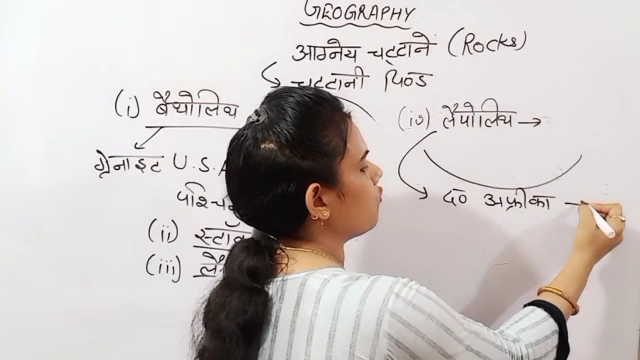 GEOGRAPHY
आग्नेय चट्टाने (Rocks)
चट्टानी पिण्ड
(i) बैथोलिथ
ग्रेनाइट U.S.A
(ii)
(iii)
(iv) लैपोलिथ →
द० अफ्रीका →